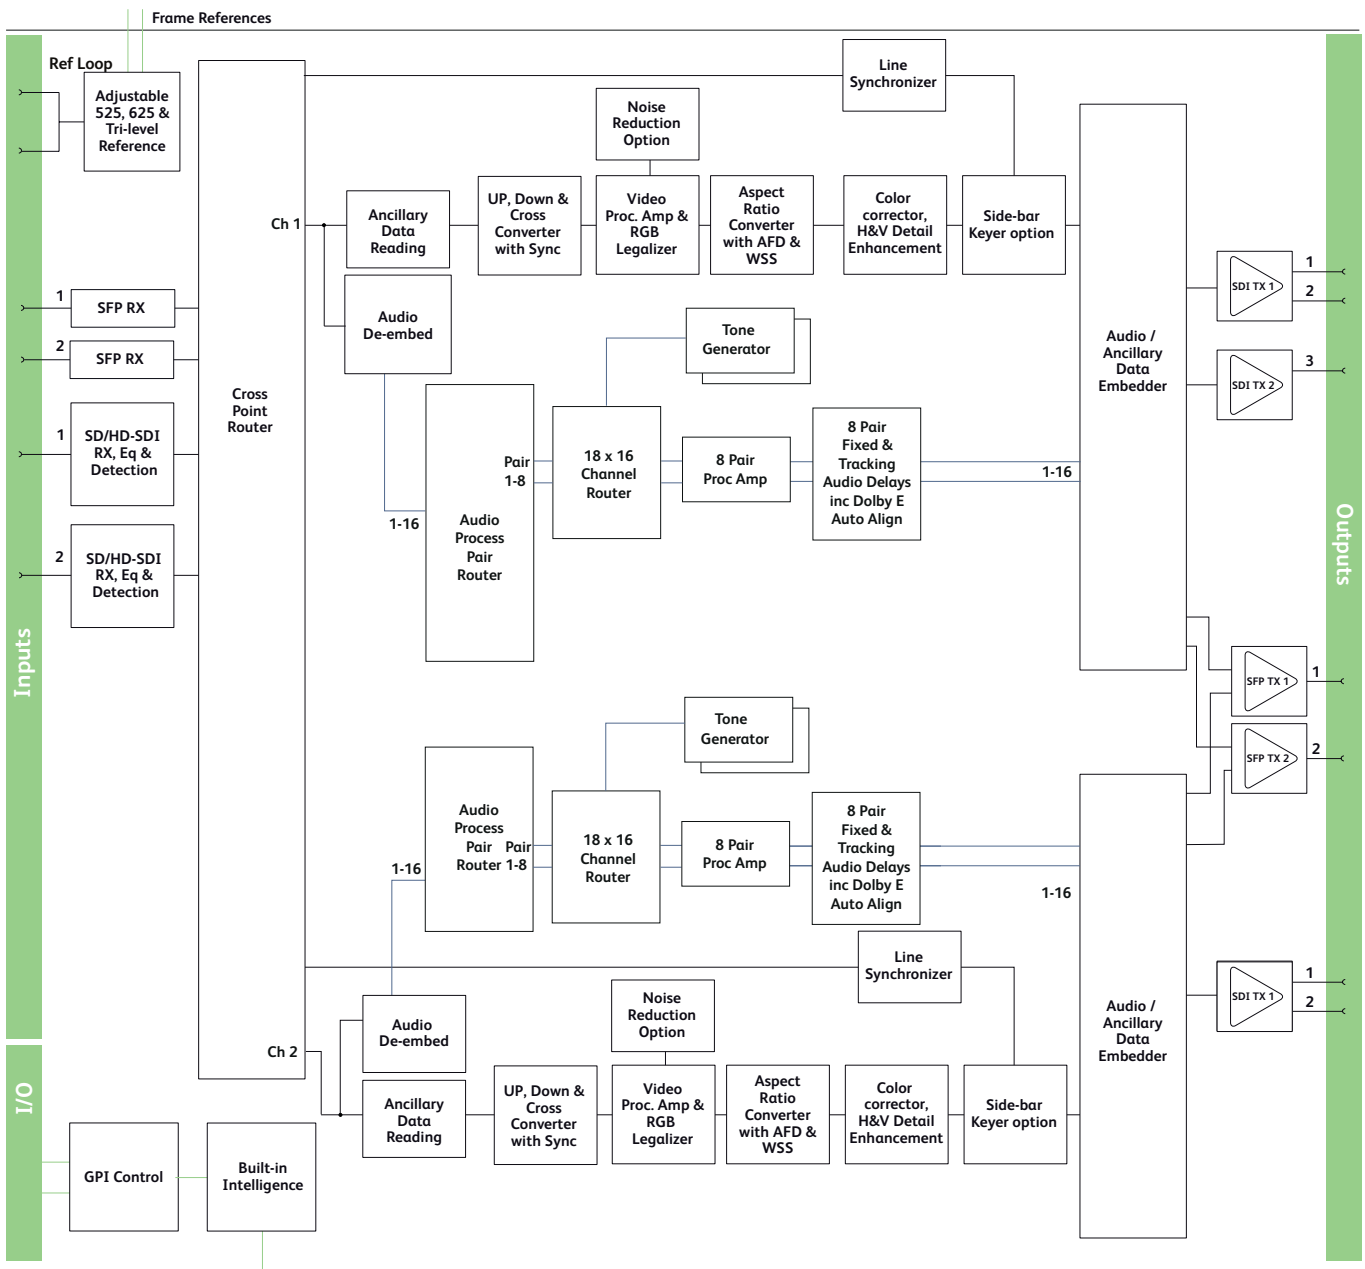 Frame References
Ref Loop
Adjustable
525, 625 &
Tri-level
Reference
Line
Synchronizer
Noise
Reduction
Option
Ch 1
Ancillary
Data
Reading
UP, Down &
Cross
Converter
with Sync
Video
Proc. Amp &
RGB
Legalizer
Aspect
Ratio
Converter
with AFD &
WSS
Color
corrector,
H&V Detail
Enhancement
Side-bar
Keyer option
1
SFP RX
2
SFP RX
1
SD/HD-SDI
RX, Eq &
Detection
2
SD/HD-SDI
RX, Eq &
Detection
Cross
Point
Router
Audio
De-embed
Tone
Generator
1-16
Audio
Process
Pair
Router
Pair
1-8
18 x 16
Channel
Router
8 Pair
Proc Amp
8 Pair
Fixed &
Tracking
Audio Delays
inc Dolby E
Auto Align
1-16
Audio /
Ancillary
Data
Embedder
SDI TX 1
1
2
SDI TX 2
3
Outputs
Inputs
SFP TX 1
1
SFP TX 2
2
Tone
Generator
1-16
Audio
Process
Pair
Router
Pair
1-8
18 x 16
Channel
Router
8 Pair
Proc Amp
8 Pair
Fixed &
Tracking
Audio Delays
inc Dolby E
Auto Align
1-16
Line
Synchronizer
Noise
Reduction
Option
Audio
De-embed
Ch 2
Ancillary
Data
Reading
UP, Down &
Cross
Converter
with Sync
Video
Proc. Amp &
RGB
Legalizer
Aspect
Ratio
Converter
with AFD &
WSS
Color
corrector,
H&V Detail
Enhancement
Side-bar
Keyer option
Audio /
Ancillary
Data
Embedder
SDI TX 1
1
2
I/O
GPI Control
Built-in
Intelligence